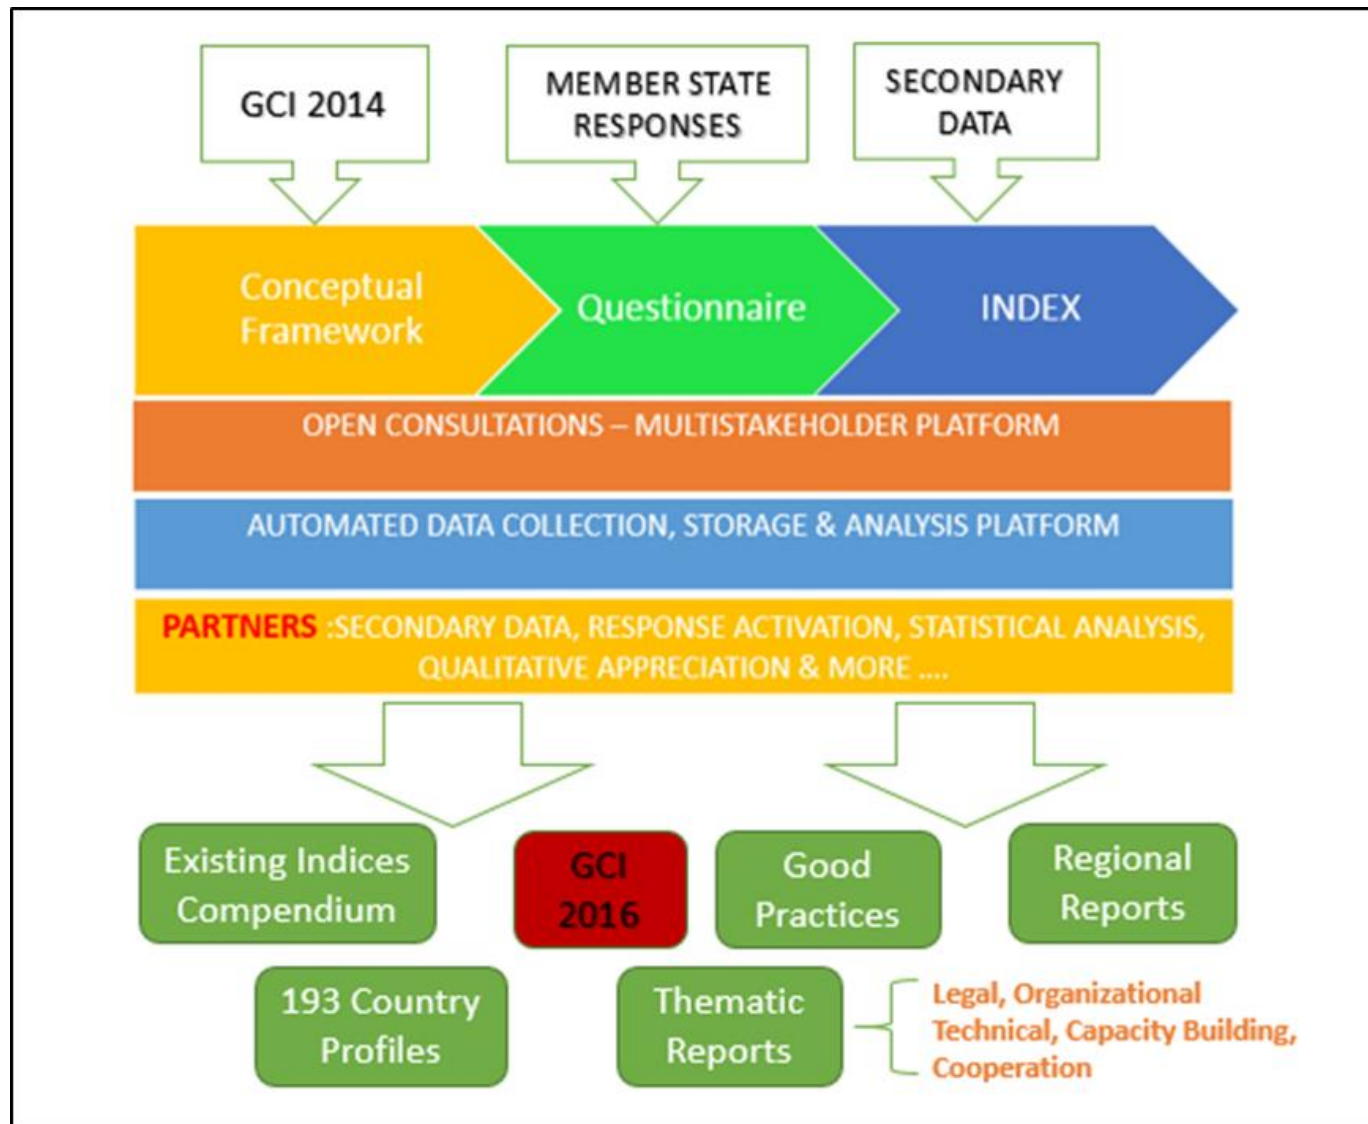 GCI 2014
MEMBER STATE
RESPONSES
SECONDARY
DATA
Conceptual
Framework
Questionnaire
INDEX
OPEN CONSULTATIONS – MULTISTAKEHOLDER PLATFORM
AUTOMATED DATA COLLECTION, STORAGE & ANALYSIS PLATFORM
PARTNERS :SECONDARY DATA, RESPONSE ACTIVATION, STATISTICAL ANALYSIS,
QUALITATIVE APPRECIATION & MORE ....
Existing Indices
Compendium
GCI
2016
Good
Practices
Regional
Reports
193 Country
Profiles
Thematic
Reports
Legal, Organizational
Technical, Capacity Building,
Cooperation